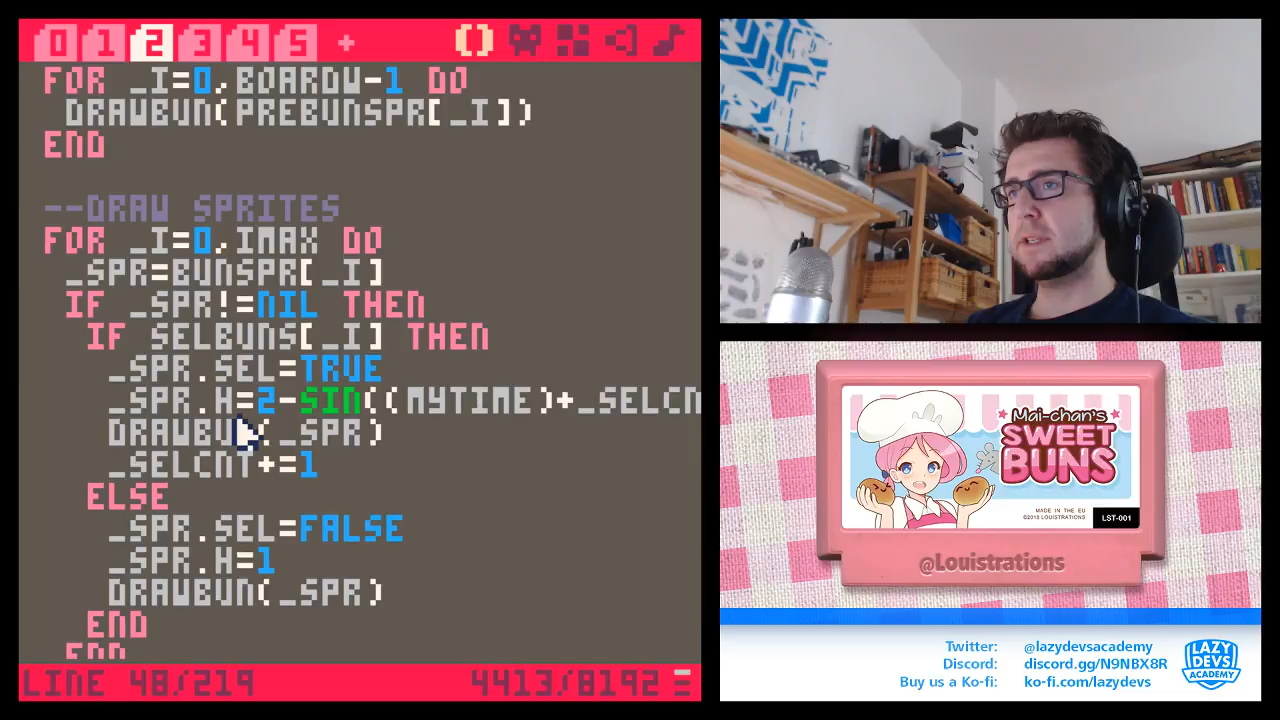 0 1 2 3 4 5 +
FOR _I=0,BOARDW-1 DO
DRAWBUN(PREBUNSPR[_I])
END
--DRAW SPRITES
FOR _I=0,IMAX DO
_SPR=BUNSPR[_I]
IF _SPR!=NIL THEN
IF SELBUNS[_I] THEN
_SPR.SEL=TRUE
_SPR.H=2-SIN((MYTIME)+_SELCN
DRAWBUN(_SPR)
_SELCNT+=1
ELSE
_SPR.SEL=FALSE
_SPR.H=1
DRAWBUN(_SPR)
END
END
LINE 48/219 4413/8192
Mai-chan's
SWEET
BUNS
MADE IN THE EU
©2018 LOUISTRATIONS
LST-001
@Louistrations
Twitter: @lazydevsacademy
Discord: discord.gg/N9NBX8R
Buy us a Ko-fi: ko-fi.com/lazydevs
LAZY
DEVS
ACADEMY